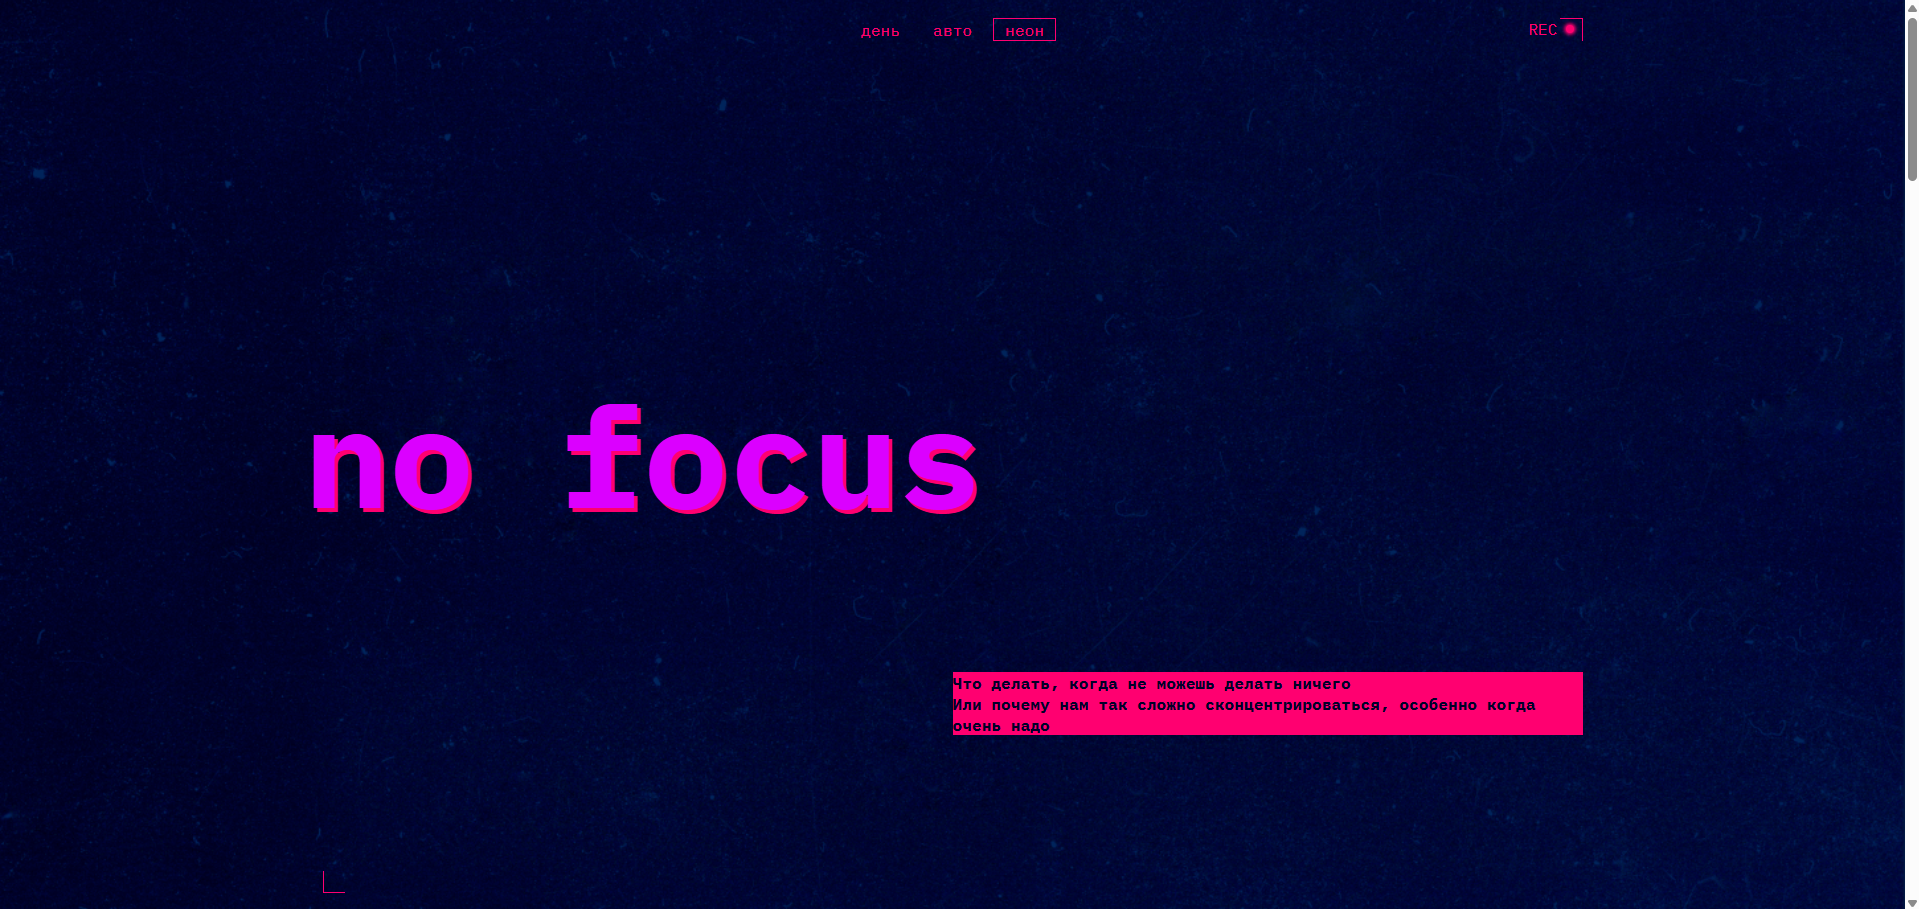 день авто неон
REC
no focus
Что делать, когда не можешь делать ничего
Или почему нам так сложно сконцентрироваться, особенно когда
очень надо